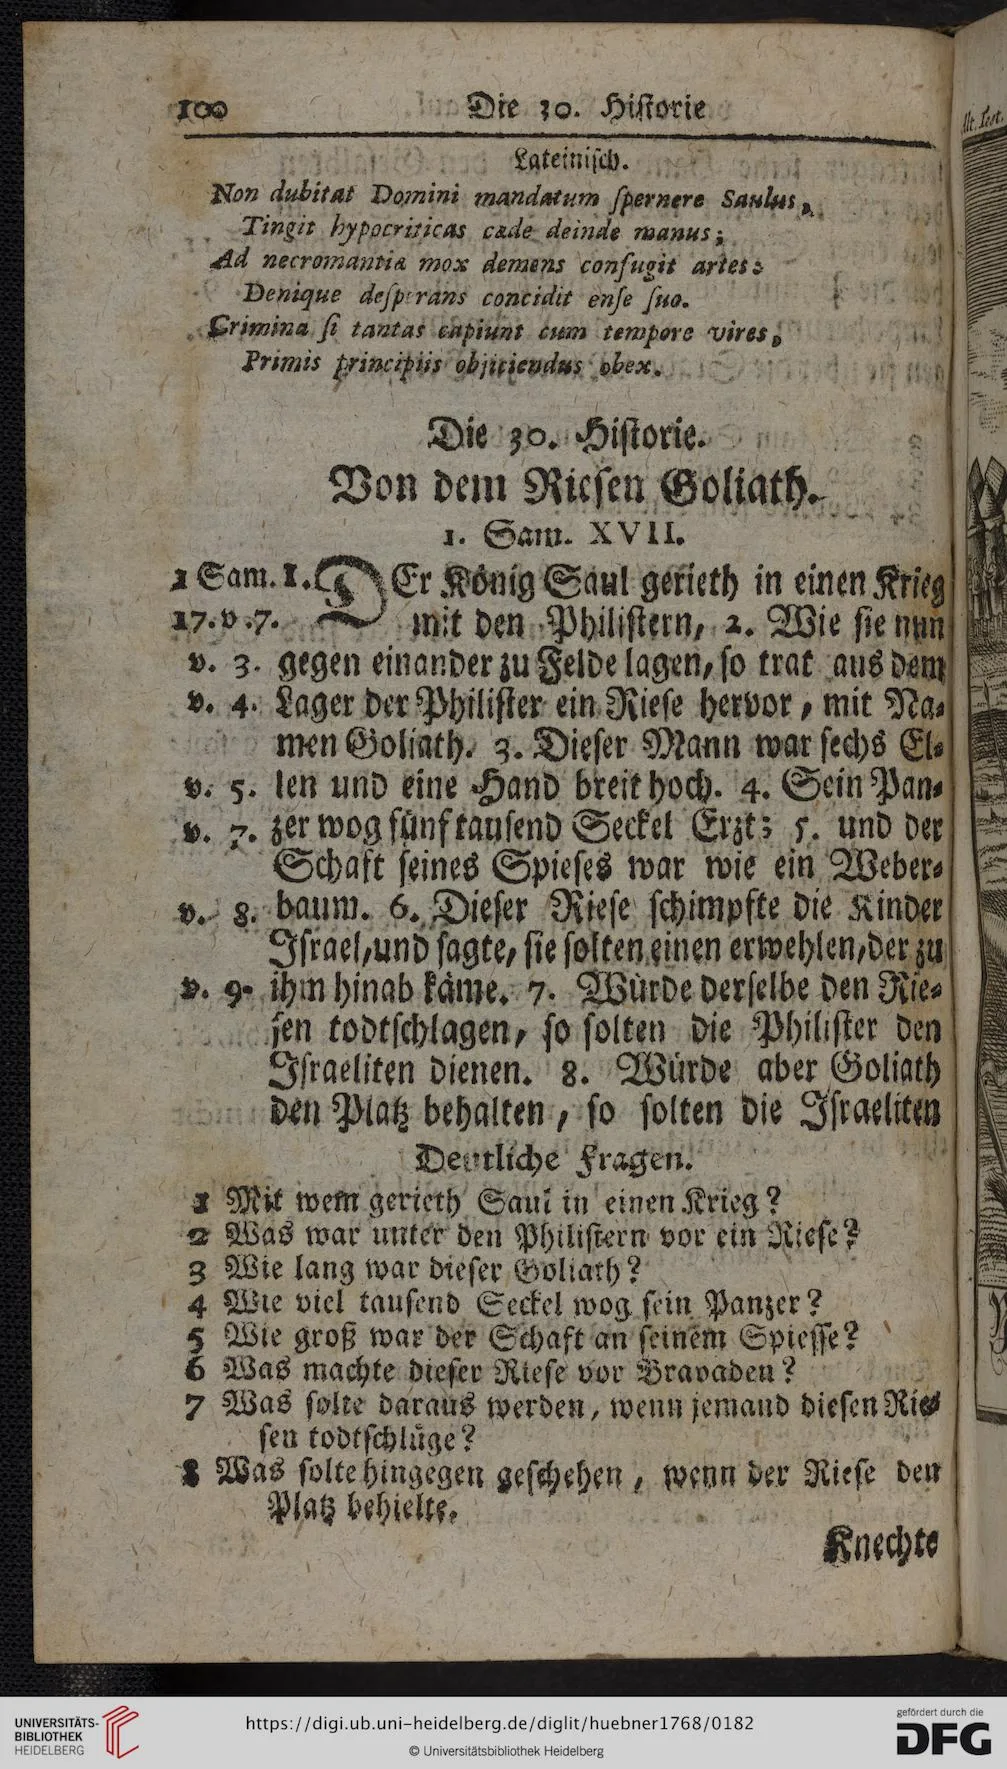 100 Die 30. Hiſtorie
Lateiniſch.
Non dubitat Domini mandatum ſpernere Saulus,
Tingit hypocriticas cæde deinde manus;
Ad necromantia mox demens confugit artes:
Denique deſperans concidit enſe ſuo.
Crimina ſi tantas capiunt cum tempore vires,
Primis principiis objiciendus obex.
Die 30. Hiſtorie.
Von dem Rieſen Goliath.
1. Sam. XVII.
1 Sam. 1. DEr König Saul gerieth in einen Krieg
17. v. 7. mit den Philiſtern, 2. Wie ſie nun
v. 3. gegen einander zu Felde lagen, ſo trat aus dem
v. 4. Lager der Philiſter ein Rieſe hervor, mit Na-
men Goliath. 3. Dieſer Mann war ſechs El-
v. 5. len und eine Hand breit hoch. 4. Sein Pan-
v. 7. zer wog fünf tauſend Seckel Erzt; 5. und der
Schaft ſeines Spieſes war wie ein Weber-
v. 8. baum. 6. Dieſer Rieſe ſchimpfte die Kinder
Iſrael, und ſagte, ſie ſolten einen erwehlen, der zu
v. 9. ihm hinab käme. 7. Würde derſelbe den Rie-
ſen todtſchlagen, ſo ſolten die Philiſter den
Iſraeliten dienen. 8. Würde aber Goliath
den Platz behalten, ſo ſolten die Iſraeliten
Deutliche Fragen.
1 Mit wem gerieth Saul in einen Krieg?
2 Was war unter den Philiſtern vor ein Rieſe?
3 Wie lang war dieſer Goliath?
4 Wie viel tauſend Seckel wog ſein Panzer?
5 Wie groß war der Schaft an ſeinem Spieſſe?
6 Was machte dieſer Rieſe vor Bravaden?
7 Was ſolte daraus werden, wenn jemand dieſen Rie-
ſen todtſchlüge?
8 Was ſolte hingegen geſchehen, wenn der Rieſe den
Platz behielte.
Knechte
Alt. Teſt.
UNIVERSITÄTS-
BIBLIOTHEK
HEIDELBERG
https://digi.ub.uni-heidelberg.de/diglit/huebner1768/0182
© Universitätsbibliothek Heidelberg
gefördert durch die
DFG